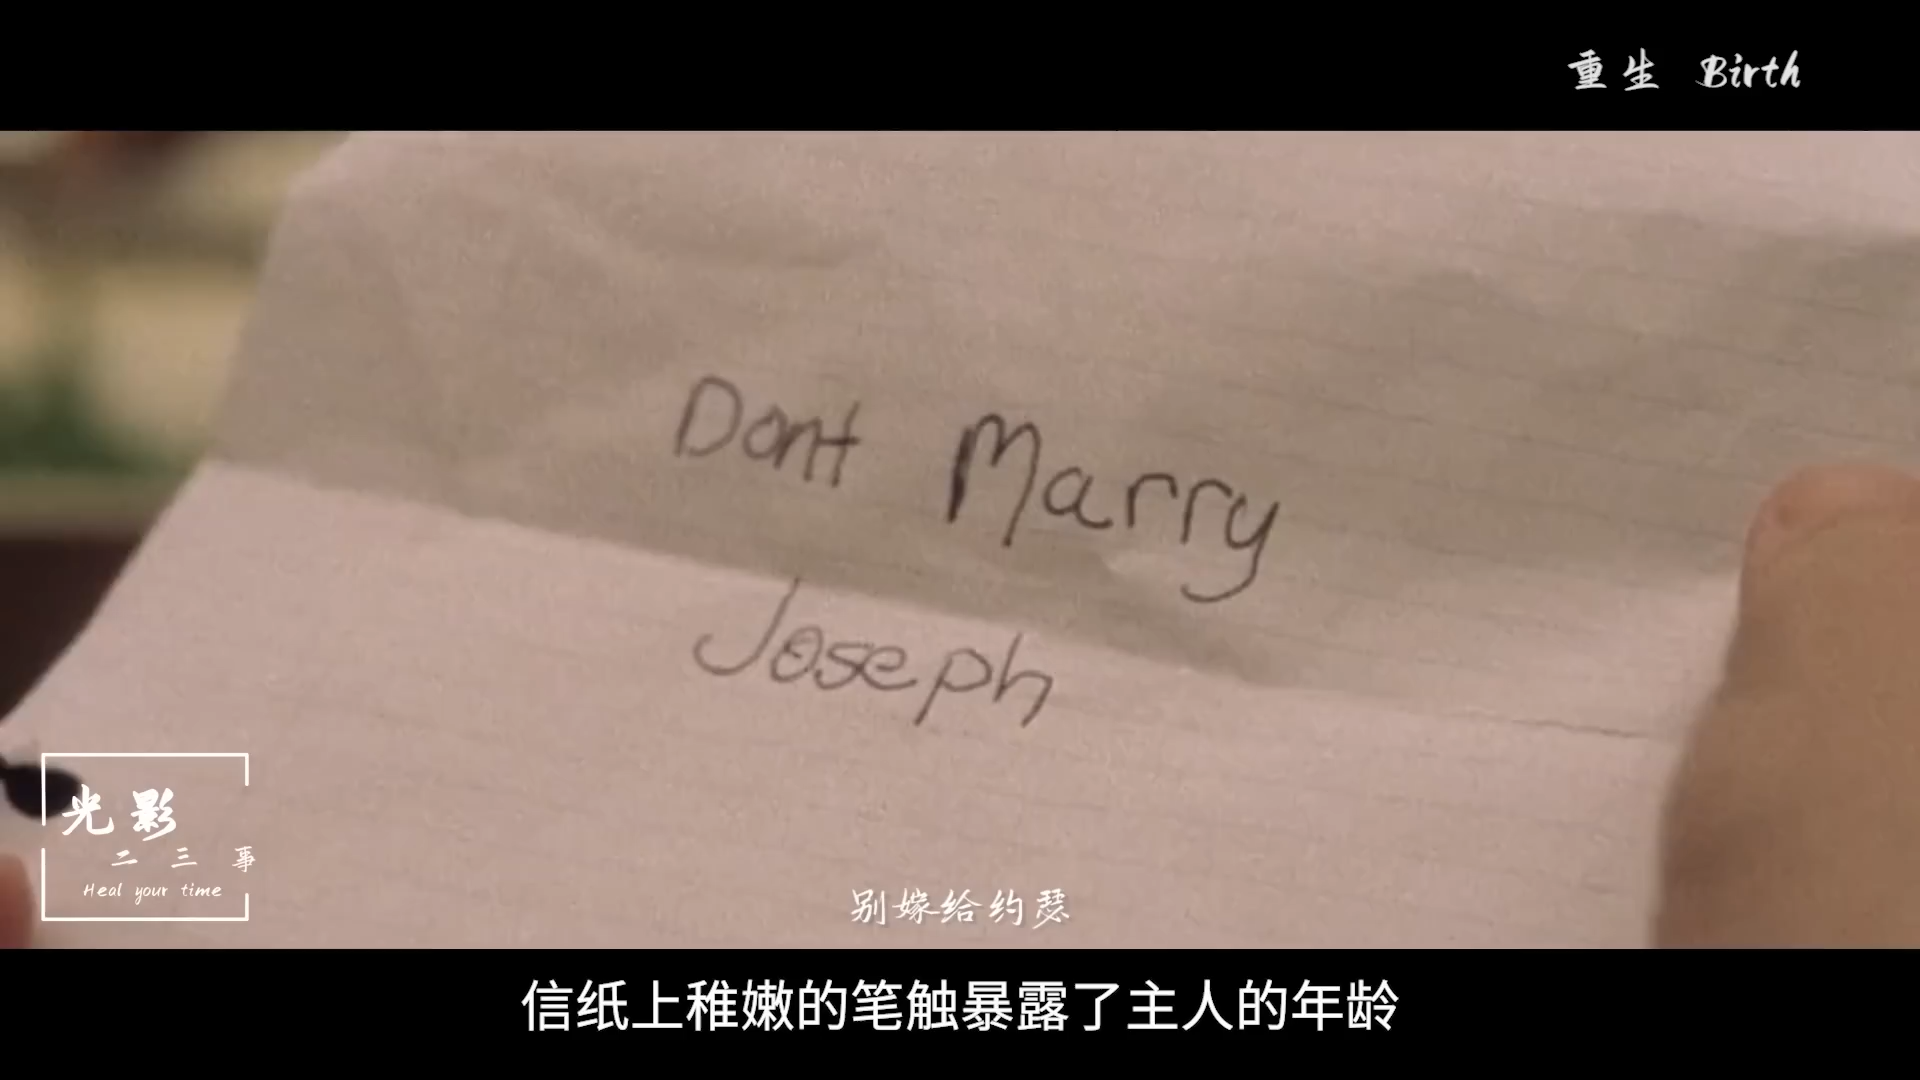 重生 Birth
Dont Marry
Joseph
光影
二三事
Heal your time
别嫁给约瑟
信纸上稚嫩的笔触暴露了主人的年龄